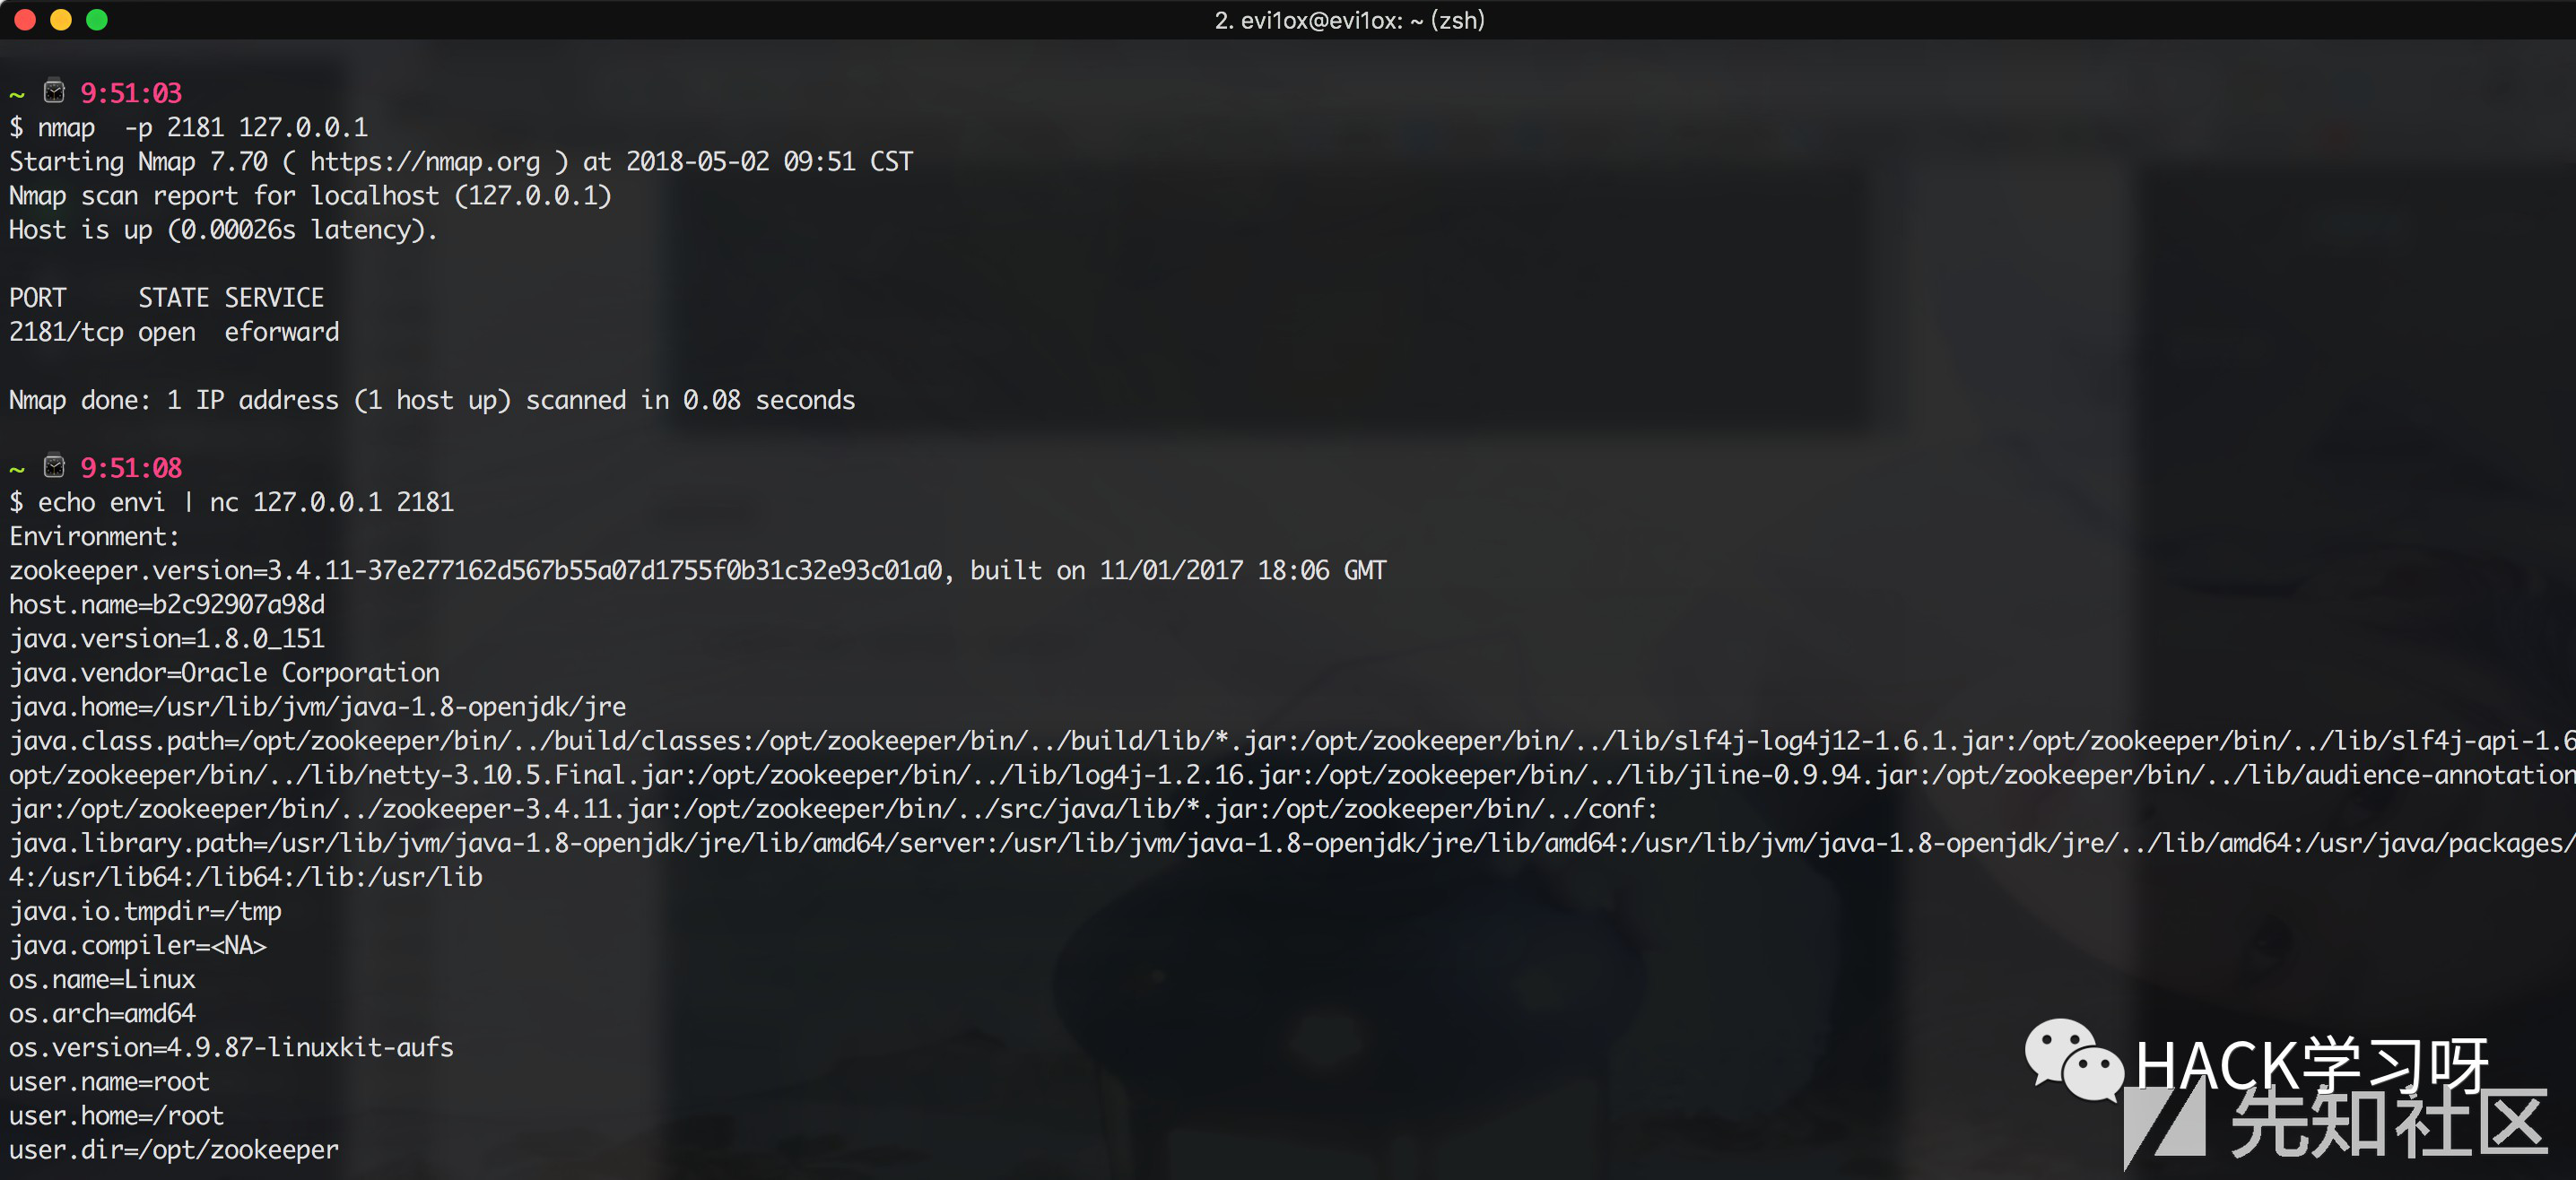 2. evi1ox@evi1ox: ~ (zsh)
~ ⌚ 9:51:03
$ nmap  -p 2181 127.0.0.1
Starting Nmap 7.70 ( https://nmap.org ) at 2018-05-02 09:51 CST
Nmap scan report for localhost (127.0.0.1)
Host is up (0.00026s latency).
PORT     STATE SERVICE
2181/tcp open  eforward
Nmap done: 1 IP address (1 host up) scanned in 0.08 seconds
~ ⌚ 9:51:08
$ echo envi | nc 127.0.0.1 2181
Environment:
zookeeper.version=3.4.11-37e277162d567b55a07d1755f0b31c32e93c01a0, built on 11/01/2017 18:06 GMT
host.name=b2c92907a98d
java.version=1.8.0_151
java.vendor=Oracle Corporation
java.home=/usr/lib/jvm/java-1.8-openjdk/jre
java.class.path=/opt/zookeeper/bin/../build/classes:/opt/zookeeper/bin/../build/lib/*.jar:/opt/zookeeper/bin/../lib/slf4j-log4j12-1.6.1.jar:/opt/zookeeper/bin/../lib/slf4j-api-1.6
opt/zookeeper/bin/../lib/netty-3.10.5.Final.jar:/opt/zookeeper/bin/../lib/log4j-1.2.16.jar:/opt/zookeeper/bin/../lib/jline-0.9.94.jar:/opt/zookeeper/bin/../lib/audience-annotation
jar:/opt/zookeeper/bin/../zookeeper-3.4.11.jar:/opt/zookeeper/bin/../src/java/lib/*.jar:/opt/zookeeper/bin/../conf:
java.library.path=/usr/lib/jvm/java-1.8-openjdk/jre/lib/amd64/server:/usr/lib/jvm/java-1.8-openjdk/jre/lib/amd64:/usr/lib/jvm/java-1.8-openjdk/jre/../lib/amd64:/usr/java/packages/
4:/usr/lib64:/lib64:/lib:/usr/lib
java.io.tmpdir=/tmp
java.compiler=<NA>
os.name=Linux
os.arch=amd64
os.version=4.9.87-linuxkit-aufs
user.name=root
user.home=/root
user.dir=/opt/zookeeper
HACK学习呀
先知社区